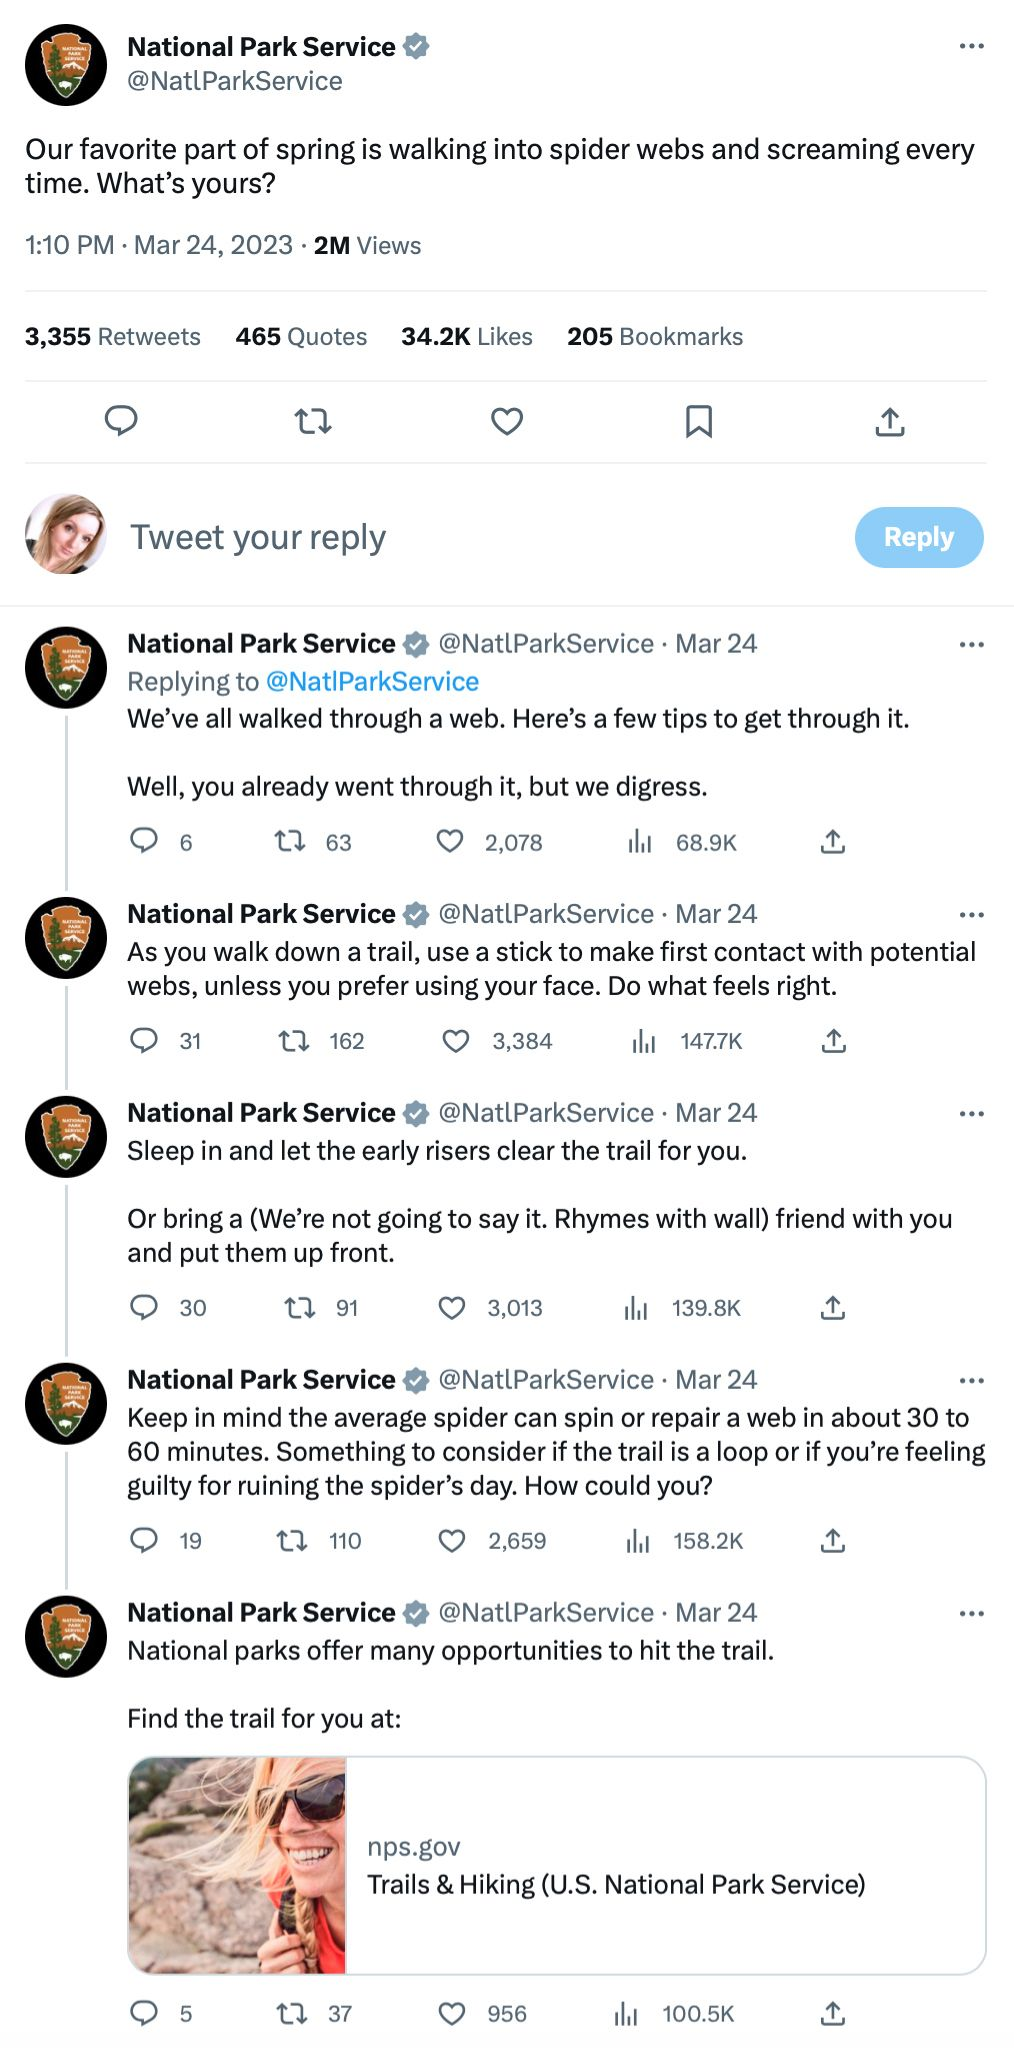 National Park Service
@NatlParkService
Our favorite part of spring is walking into spider webs and screaming every
time. What’s yours?
1:10 PM · Mar 24, 2023 · 2M Views
3,355 Retweets 465 Quotes 34.2K Likes 205 Bookmarks
Tweet your reply
Reply
National Park Service @NatlParkService · Mar 24
Replying to @NatlParkService
We’ve all walked through a web. Here’s a few tips to get through it.
Well, you already went through it, but we digress.
6 63 2,078 68.9K
National Park Service @NatlParkService · Mar 24
As you walk down a trail, use a stick to make first contact with potential
webs, unless you prefer using your face. Do what feels right.
31 162 3,384 147.7K
National Park Service @NatlParkService · Mar 24
Sleep in and let the early risers clear the trail for you.
Or bring a (We’re not going to say it. Rhymes with wall) friend with you
and put them up front.
30 91 3,013 139.8K
National Park Service @NatlParkService · Mar 24
Keep in mind the average spider can spin or repair a web in about 30 to
60 minutes. Something to consider if the trail is a loop or if you’re feeling
guilty for ruining the spider’s day. How could you?
19 110 2,659 158.2K
National Park Service @NatlParkService · Mar 24
National parks offer many opportunities to hit the trail.
Find the trail for you at:
nps.gov
Trails & Hiking (U.S. National Park Service)
5 37 956 100.5K